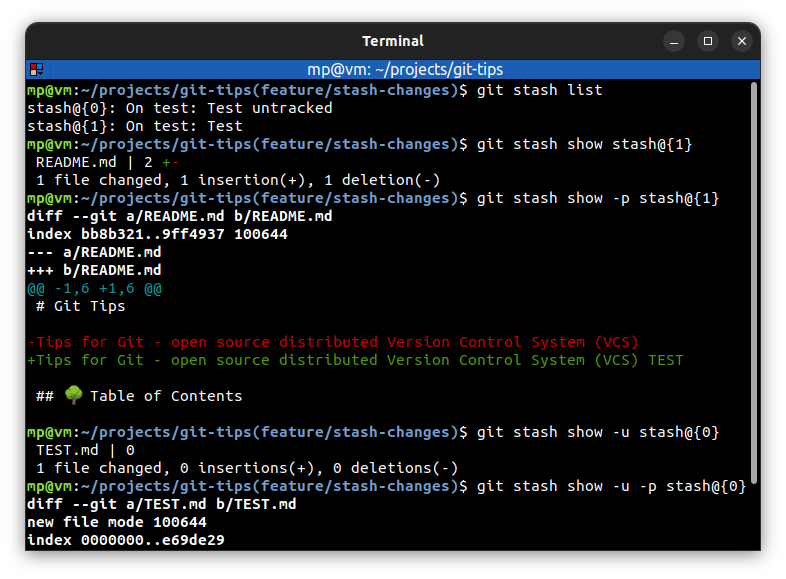 Terminal
mp@vm: ~/projects/git-tips
mp@vm:~/projects/git-tips(feature/stash-changes)$ git stash list
stash@{0}: On test: Test untracked
stash@{1}: On test: Test
mp@vm:~/projects/git-tips(feature/stash-changes)$ git stash show stash@{1}
 README.md | 2 +-
 1 file changed, 1 insertion(+), 1 deletion(-)
mp@vm:~/projects/git-tips(feature/stash-changes)$ git stash show -p stash@{1}
diff --git a/README.md b/README.md
index bb8b321..9ff4937 100644
--- a/README.md
+++ b/README.md
@@ -1,6 +1,6 @@
 # Git Tips
-Tips for Git - open source distributed Version Control System (VCS)
+Tips for Git - open source distributed Version Control System (VCS) TEST
 ## 🌳 Table of Contents
mp@vm:~/projects/git-tips(feature/stash-changes)$ git stash show -u stash@{0}
 TEST.md | 0
 1 file changed, 0 insertions(+), 0 deletions(-)
mp@vm:~/projects/git-tips(feature/stash-changes)$ git stash show -u -p stash@{0}
diff --git a/TEST.md b/TEST.md
new file mode 100644
index 0000000..e69de29